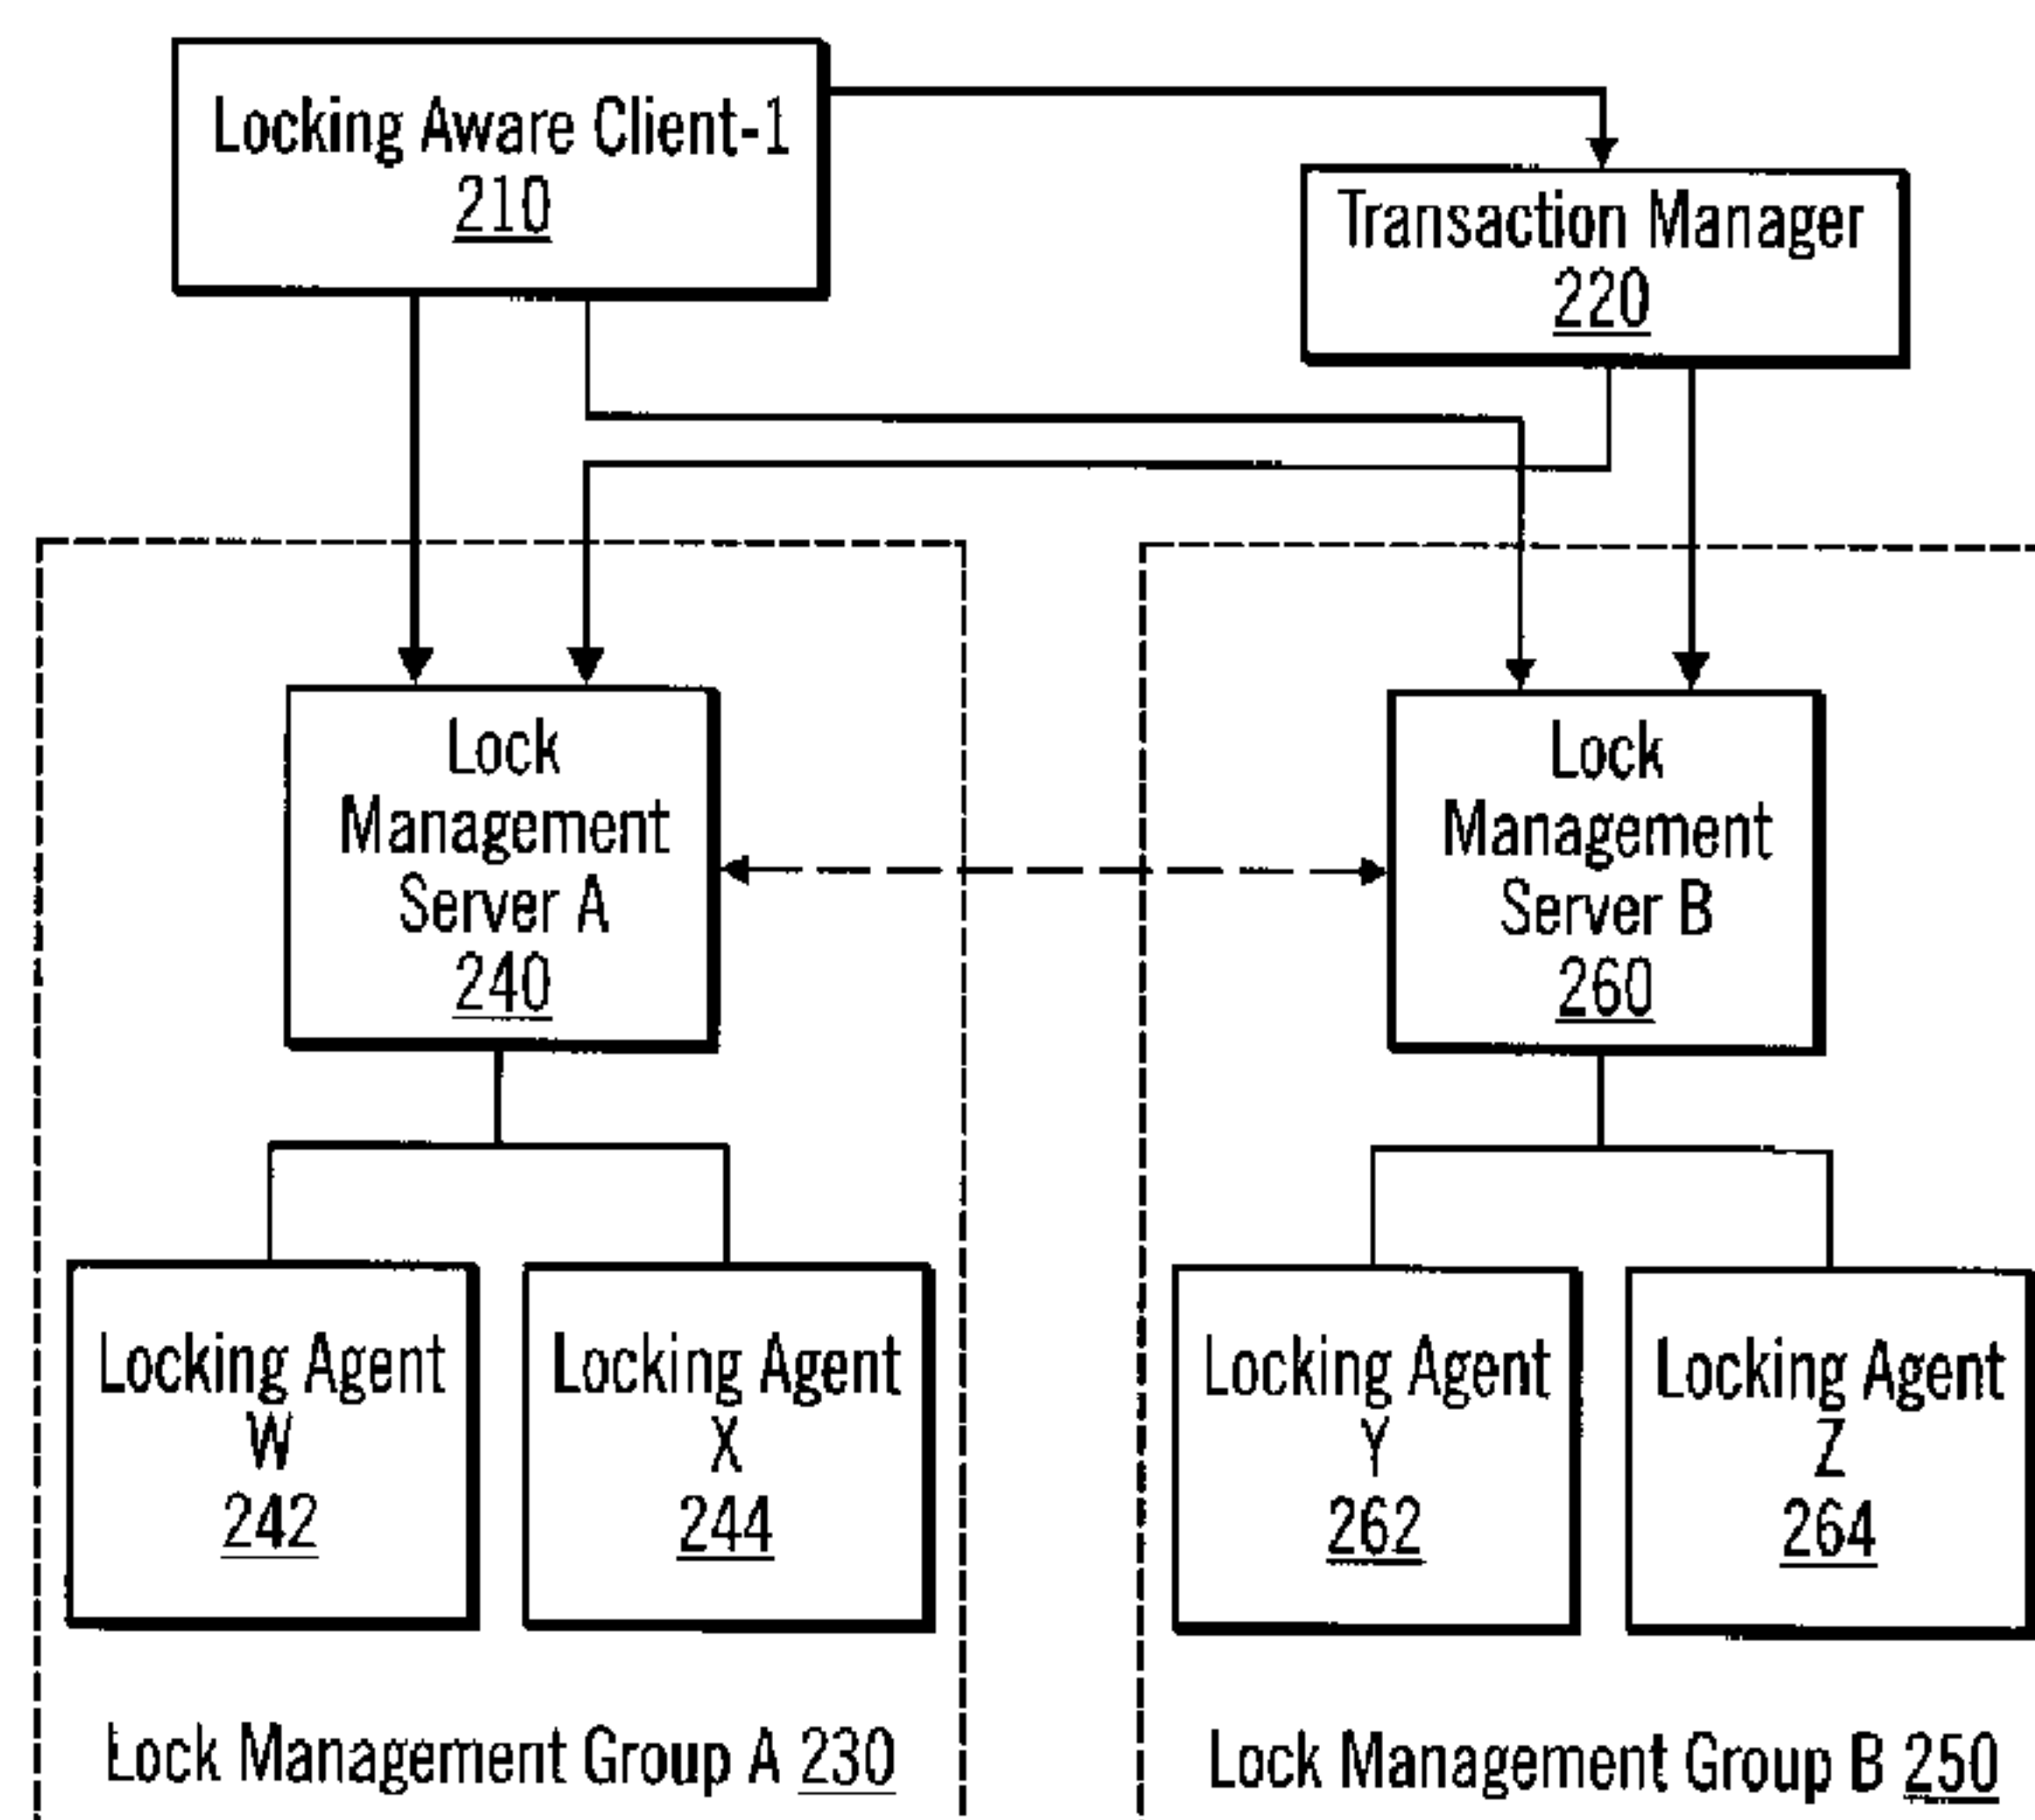 Locking Aware Client-1
210
Transaction Manager
220
Lock
Management
Server A
240
Lock
Management
Server B
260
Locking Agent
W
242
Locking Agent
X
244
Locking Agent
Y
262
Locking Agent
Z
264
Lock Management Group A 230
Lock Management Group B 250